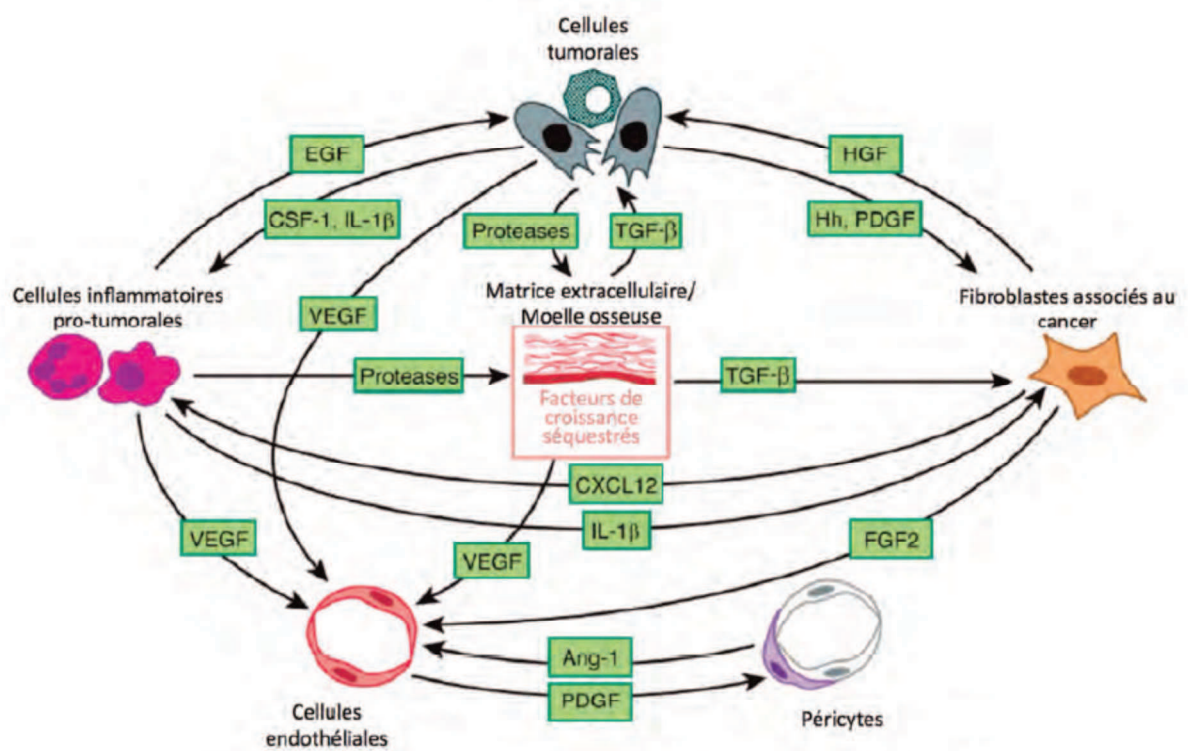 Cellules
tumorales
EGF
HGF
CSF-1, IL-1β
Proteases
TGF-β
Hh, PDGF
Cellules inflammatoires
pro-tumorales
VEGF
Matrice extracellulaire/
Moelle osseuse
Fibroblastes associés au
cancer
Proteases
TGF-β
Facteurs de
croissance
séquestrés
CXCL12
IL-1β
VEGF
VEGF
FGF2
Ang-1
PDGF
Cellules
endothéliales
Péricytes